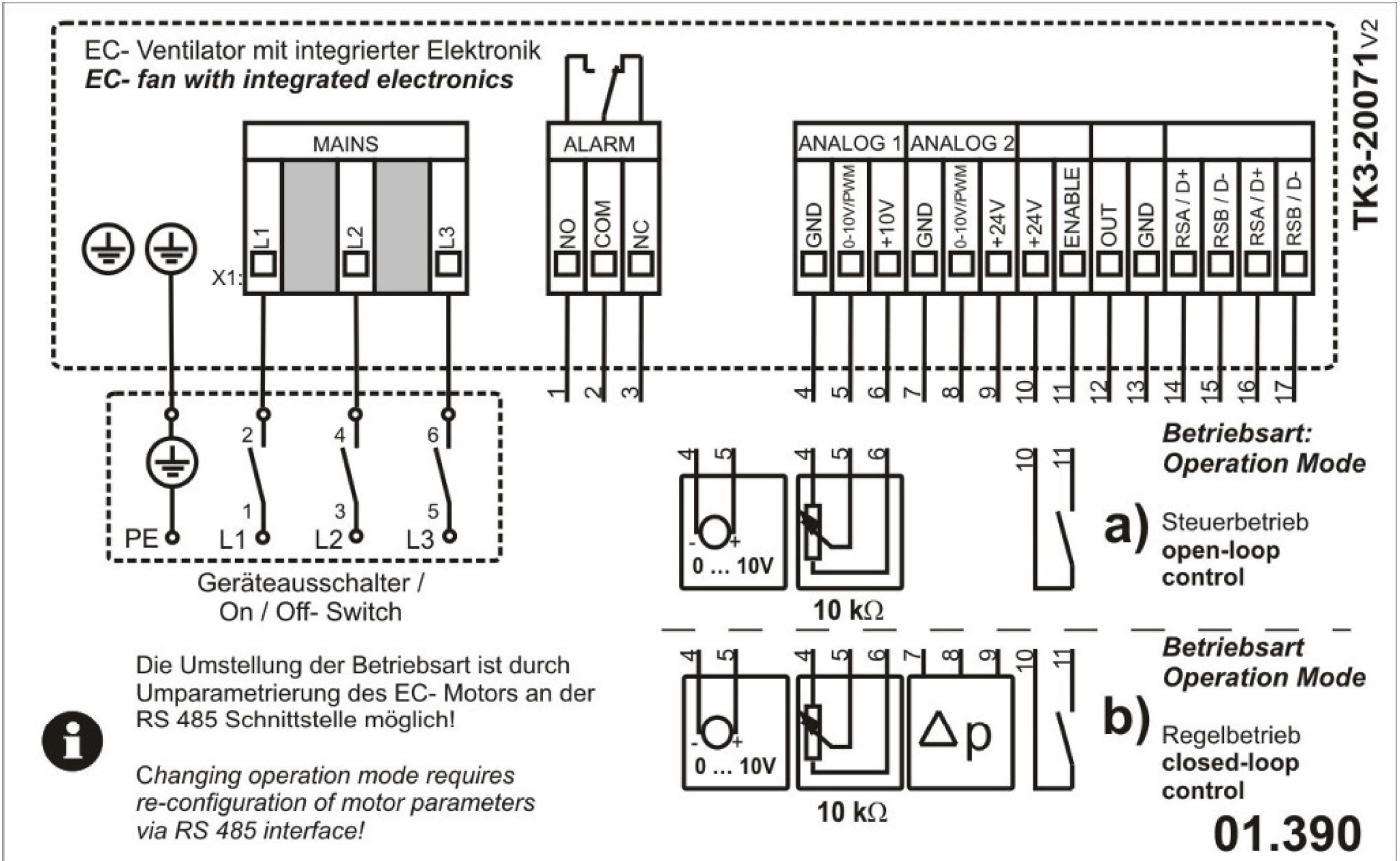 EC- Ventilator mit integrierter Elektronik
EC- fan with integrated electronics
TK3-20071V2
MAINS
L1
L2
L3
X1:
ALARM
NO
COM
NC
ANALOG 1
ANALOG 2
GND
0-10V/PWM
+10V
GND
0-10V/PWM
+24V
+24V
ENABLE
OUT
GND
RSA / D+
RSB / D-
RSA / D+
RSB / D-
1
2
3
4
5
6
7
8
9
10
11
12
13
14
15
16
17
2
4
6
1
3
5
PE
L1
L2
L3
Geräteausschalter /
On / Off- Switch
4
5
- +
0 ... 10V
4
5
6
10 kΩ
10
11
Betriebsart:
Operation Mode
a)
Steuerbetrieb
open-loop
control
4
5
- +
0 ... 10V
4
5
6
10 kΩ
7
8
9
Δp
10
11
Betriebsart
Operation Mode
b)
Regelbetrieb
closed-loop
control
i
Die Umstellung der Betriebsart ist durch
Umparametrierung des EC- Motors an der
RS 485 Schnittstelle möglich!
Changing operation mode requires
re-configuration of motor parameters
via RS 485 interface!
01.390